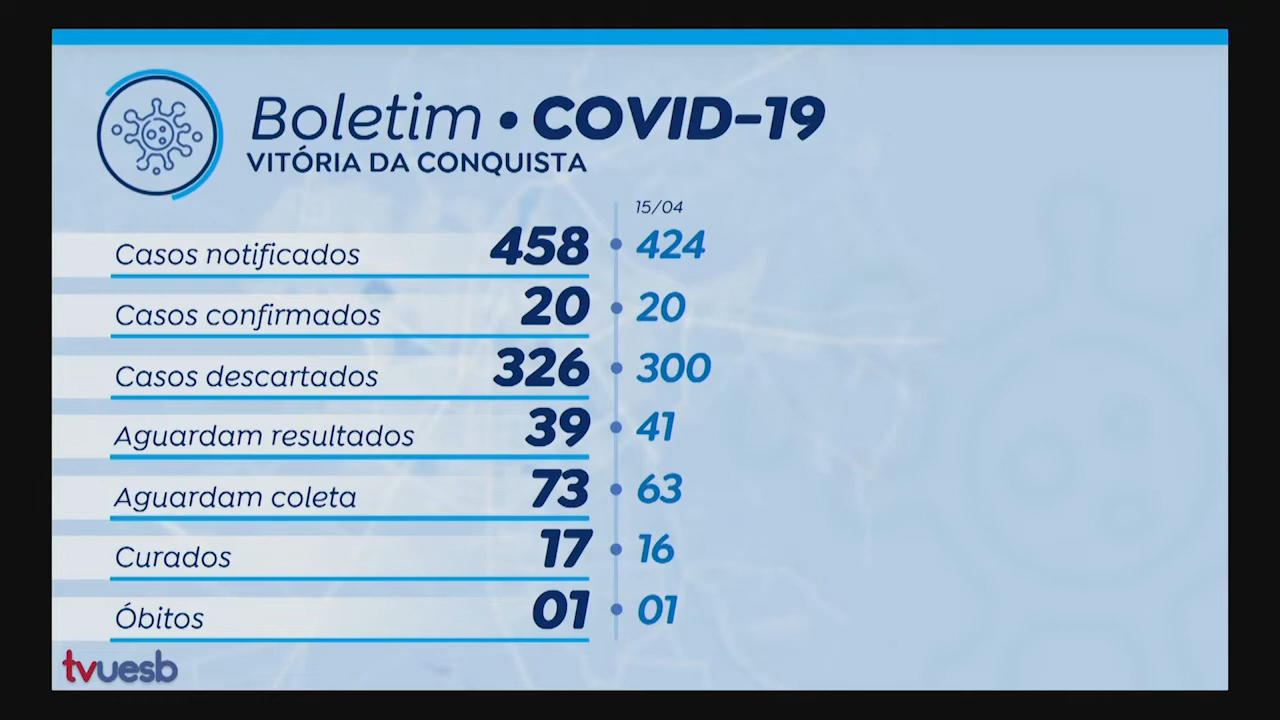 Boletim • COVID-19
VITÓRIA DA CONQUISTA
15/04
Casos notificados 458 424
Casos confirmados 20 20
Casos descartados 326 300
Aguardam resultados 39 41
Aguardam coleta 73 63
Curados 17 16
Óbitos 01 01
tvuesb